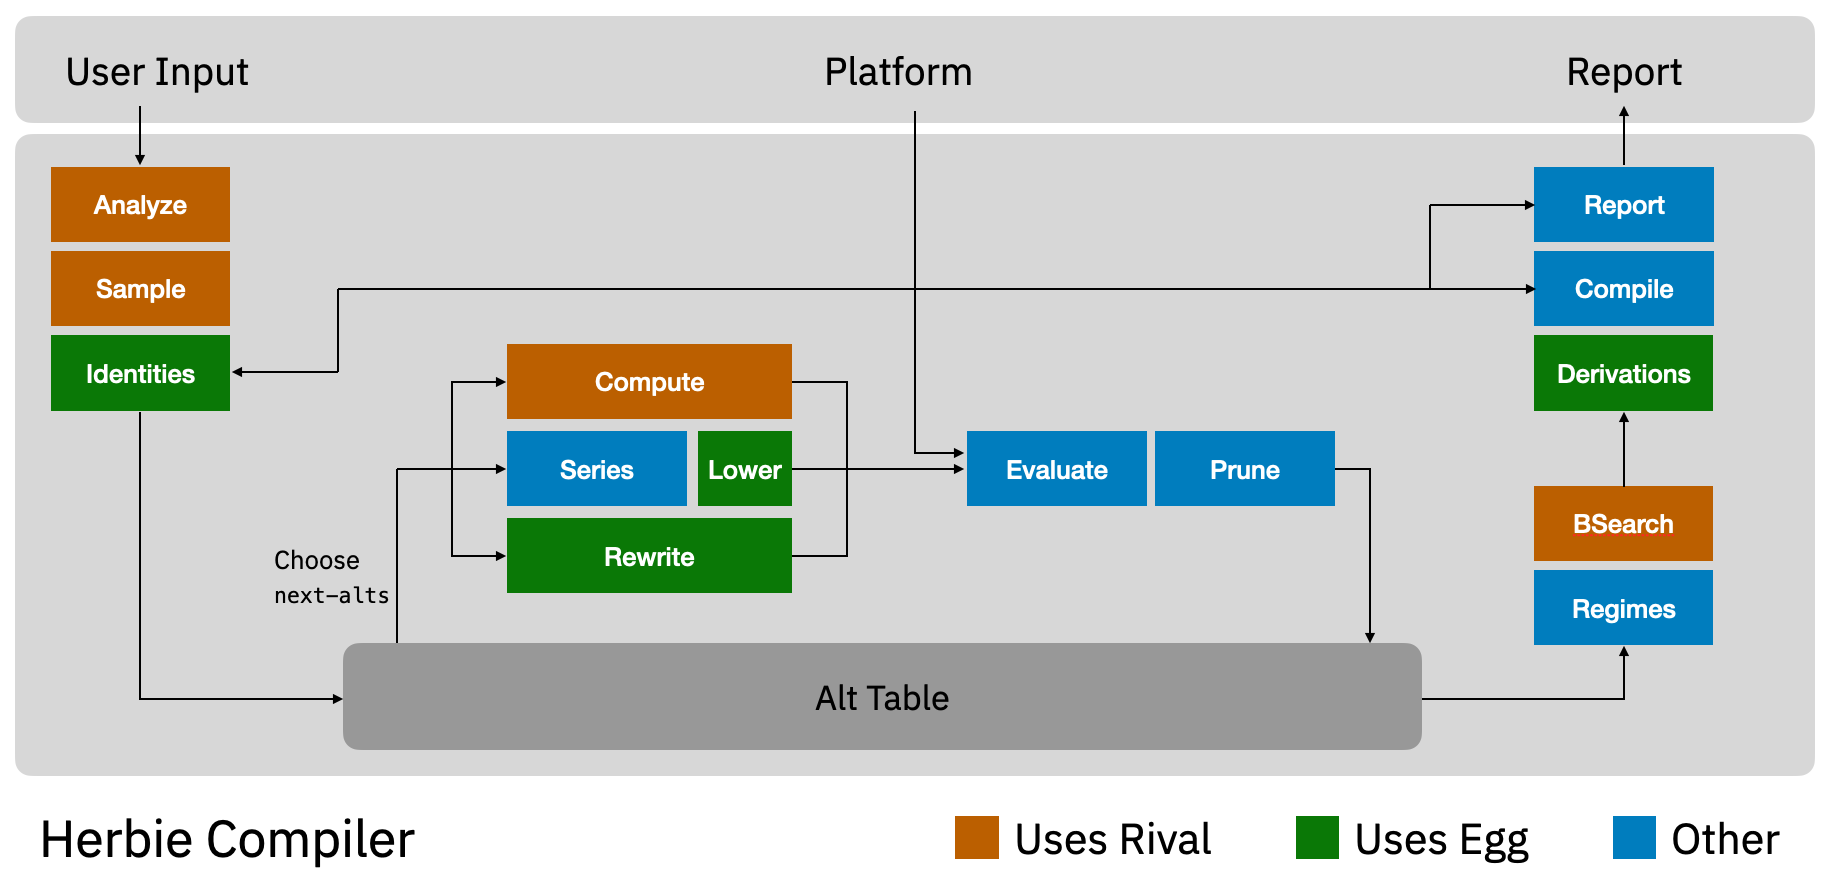 User Input
Platform
Report
Analyze
Sample
Identities
Compute
Series
Lower
Rewrite
Choose
next-alts
Evaluate
Prune
Report
Compile
Derivations
BSearch
Regimes
Alt Table
Herbie Compiler
Uses Rival
Uses Egg
Other